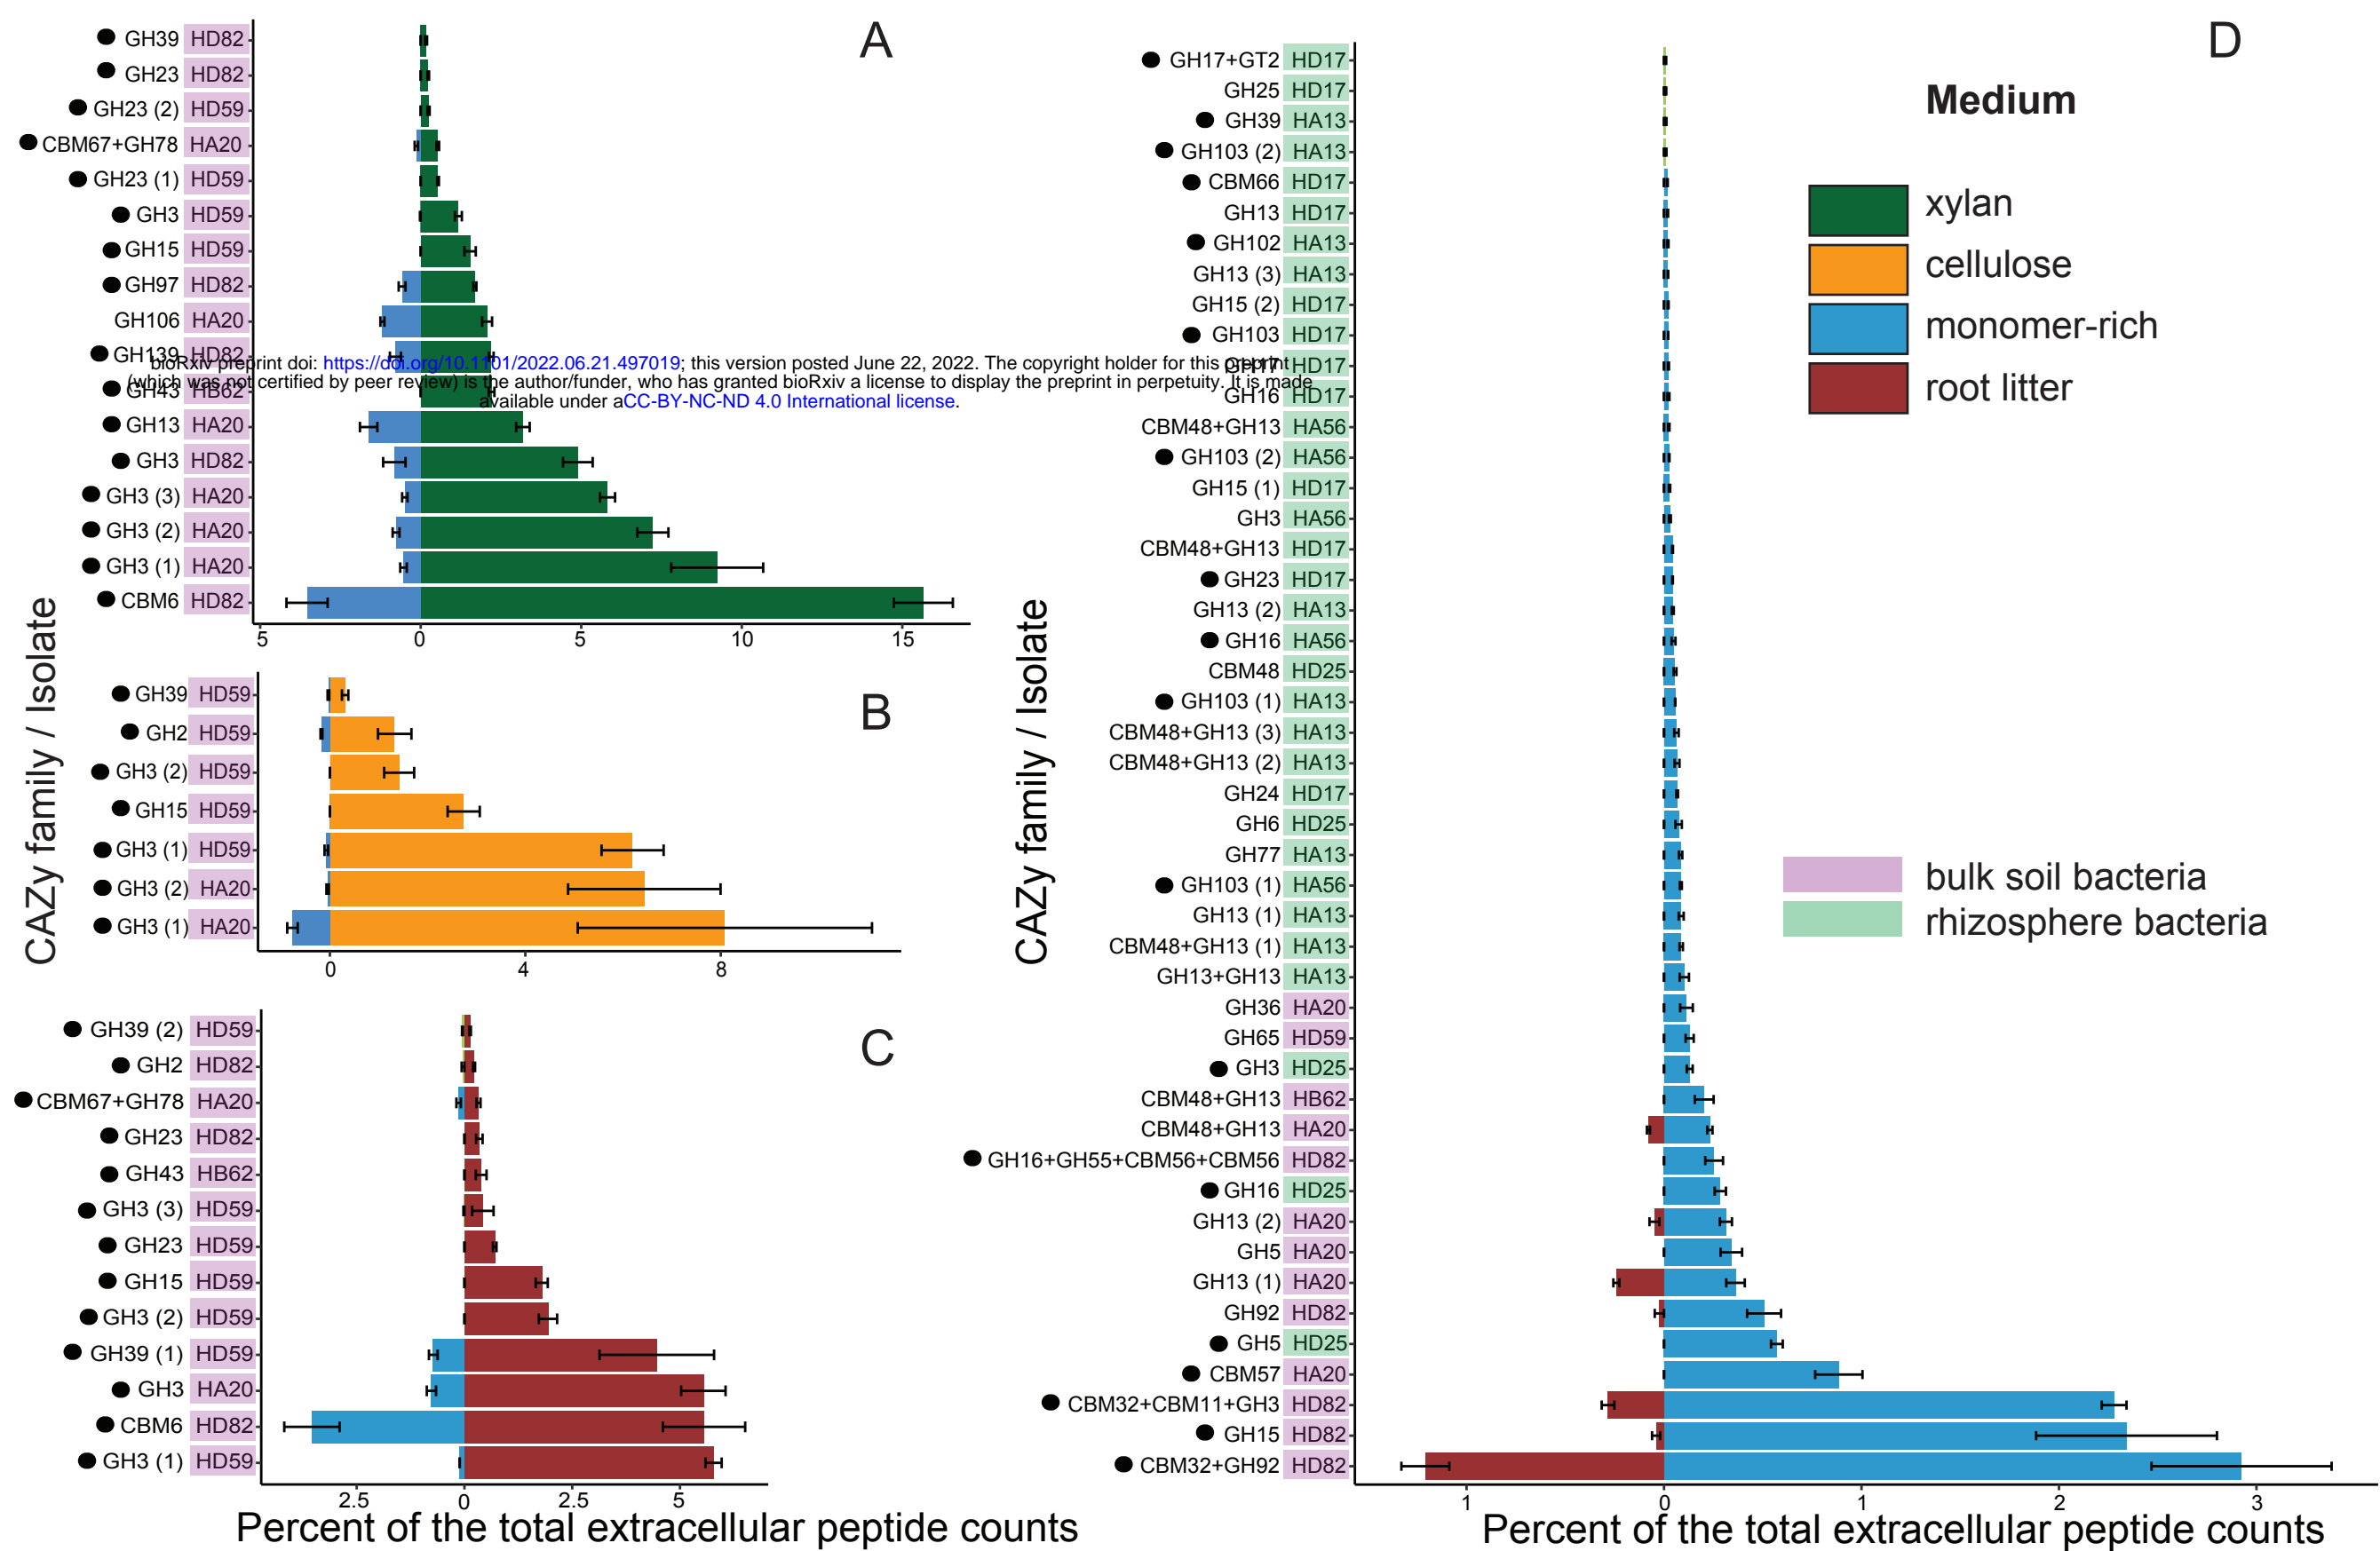 A
GH39 HD82
GH23 HD82
GH23 (2) HD59
CBM67+GH78 HA20
GH23 (1) HD59
GH3 HD59
GH15 HD59
GH97 HD82
GH106 HA20
GH139 HD82
bioRxiv preprint doi: https://doi.org/10.1101/2022.06.21.497019; this version posted June 22, 2022. The copyright holder for this preprint
(which was not certified by peer review) is the author/funder, who has granted bioRxiv a license to display the preprint in perpetuity. It is made
available under aCC-BY-NC-ND 4.0 International license.
GH43 HB62
GH13 HA20
GH3 HD82
GH3 (3) HA20
GH3 (2) HA20
GH3 (1) HA20
CBM6 HD82
5 0 5 10 15
CAZy family / Isolate
B
GH39 HD59
GH2 HD59
GH3 (2) HD59
GH15 HD59
GH3 (1) HD59
GH3 (2) HA20
GH3 (1) HA20
0 4 8
C
GH39 (2) HD59
GH2 HD82
CBM67+GH78 HA20
GH23 HD82
GH43 HB62
GH3 (3) HD59
GH23 HD59
GH15 HD59
GH3 (2) HD59
GH39 (1) HD59
GH3 HA20
CBM6 HD82
GH3 (1) HD59
2.5 0 2.5 5
Percent of the total extracellular peptide counts
D
CAZy family / Isolate
GH17+GT2 HD17
GH25 HD17
GH39 HA13
GH103 (2) HA13
CBM66 HD17
GH13 HD17
GH102 HA13
GH13 (3) HA13
GH15 (2) HD17
GH103 HD17
GH17 HD17
GH16 HD17
CBM48+GH13 HA56
GH103 (2) HA56
GH15 (1) HD17
GH3 HA56
CBM48+GH13 HD17
GH23 HD17
GH13 (2) HA13
GH16 HA56
CBM48 HD25
GH103 (1) HA13
CBM48+GH13 (3) HA13
CBM48+GH13 (2) HA13
GH24 HD17
GH6 HD25
GH77 HA13
GH103 (1) HA56
GH13 (1) HA13
CBM48+GH13 (1) HA13
GH13+GH13 HA13
GH36 HA20
GH65 HD59
GH3 HD25
CBM48+GH13 HB62
CBM48+GH13 HA20
GH16+GH55+CBM56+CBM56 HD82
GH16 HD25
GH13 (2) HA20
GH5 HA20
GH13 (1) HA20
GH92 HD82
GH5 HD25
CBM57 HA20
CBM32+CBM11+GH3 HD82
GH15 HD82
CBM32+GH92 HD82
1 0 1 2 3
Percent of the total extracellular peptide counts
Medium
xylan
cellulose
monomer-rich
root litter
bulk soil bacteria
rhizosphere bacteria